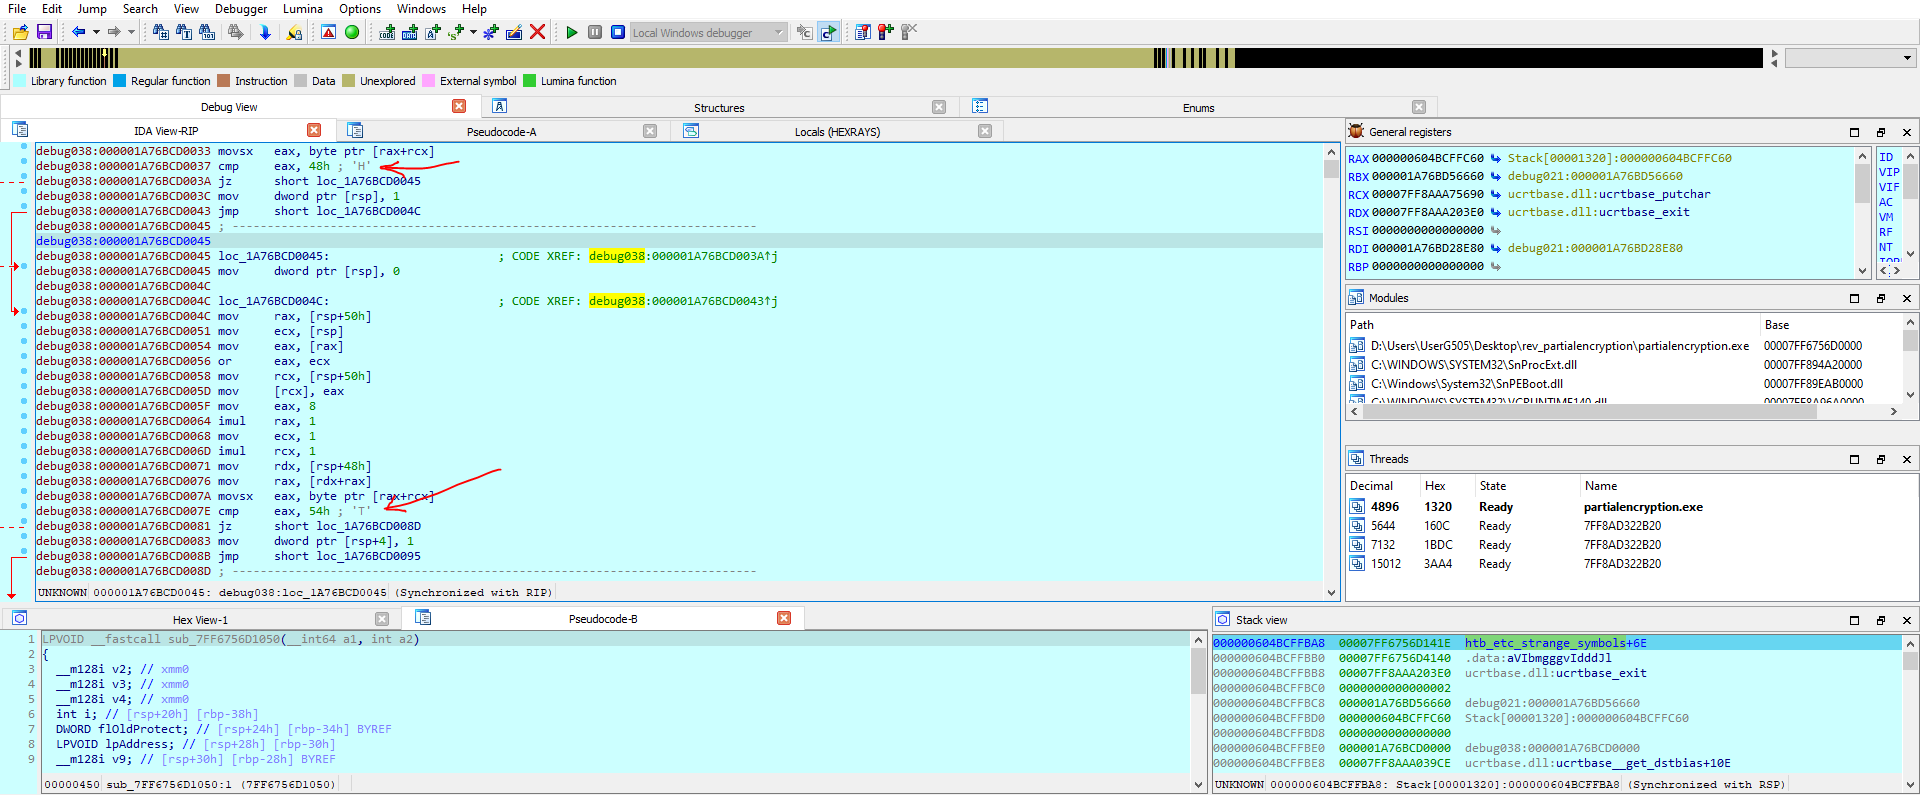 File Edit Jump Search View Debugger Lumina Options Windows Help
Local Windows debugger
Library function Regular function Instruction Data Unexplored External symbol Lumina function
Debug View Structures Enums
IDA View-RIP Pseudocode-A Locals (HEXRAYS)
debug038:000001A76BCD0033 movsx eax, byte ptr [rax+rcx]
debug038:000001A76BCD0037 cmp eax, 48h ; 'H'
debug038:000001A76BCD003A jz short loc_1A76BCD0045
debug038:000001A76BCD003C mov dword ptr [rsp], 1
debug038:000001A76BCD0043 jmp short loc_1A76BCD004C
debug038:000001A76BCD0045 ; ---------------------------------------------------------------------------
debug038:000001A76BCD0045
debug038:000001A76BCD0045 loc_1A76BCD0045: ; CODE XREF: debug038:000001A76BCD003A↑j
debug038:000001A76BCD0045 mov dword ptr [rsp], 0
debug038:000001A76BCD004C
debug038:000001A76BCD004C loc_1A76BCD004C: ; CODE XREF: debug038:000001A76BCD0043↑j
debug038:000001A76BCD004C mov rax, [rsp+50h]
debug038:000001A76BCD0051 mov ecx, [rsp]
debug038:000001A76BCD0054 mov eax, [rax]
debug038:000001A76BCD0056 or eax, ecx
debug038:000001A76BCD0058 mov rcx, [rsp+50h]
debug038:000001A76BCD005D mov [rcx], eax
debug038:000001A76BCD005F mov eax, 8
debug038:000001A76BCD0064 imul rax, 1
debug038:000001A76BCD0068 mov ecx, 1
debug038:000001A76BCD006D imul rcx, 1
debug038:000001A76BCD0071 mov rdx, [rsp+48h]
debug038:000001A76BCD0076 mov rax, [rdx+rax]
debug038:000001A76BCD007A movsx eax, byte ptr [rax+rcx]
debug038:000001A76BCD007E cmp eax, 54h ; 'T'
debug038:000001A76BCD0081 jz short loc_1A76BCD008D
debug038:000001A76BCD0083 mov dword ptr [rsp+4], 1
debug038:000001A76BCD008B jmp short loc_1A76BCD0095
debug038:000001A76BCD008D ; ---------------------------------------------------------------------------
UNKNOWN 000001A76BCD0045: debug038:loc_1A76BCD0045 (Synchronized with RIP)
General registers
RAX 000000604BCFFC60 Stack[00001320]:000000604BCFFC60
RBX 000001A76BD56660 debug021:000001A76BD56660
RCX 00007FF8AAA75690 ucrtbase.dll:ucrtbase_putchar
RDX 00007FF8AAA203E0 ucrtbase.dll:ucrtbase_exit
RSI 0000000000000000
RDI 000001A76BD28E80 debug021:000001A76BD28E80
RBP 0000000000000000
ID
VIP
VIF
AC
VM
RF
NT
Modules
Path Base
D:\Users\UserG505\Desktop\rev_partialencryption\partialencryption.exe 00007FF6756D0000
C:\WINDOWS\SYSTEM32\SnProcExt.dll 00007FF894A20000
C:\Windows\System32\SnPEBoot.dll 00007FF89EAB0000
C:\WINDOWS\SYSTEM32\VCRUNTIME140.dll 00007FF8A96A0000
Threads
Decimal Hex State Name
4896 1320 Ready partialencryption.exe
5644 160C Ready 7FF8AD322B20
7132 1BDC Ready 7FF8AD322B20
15012 3AA4 Ready 7FF8AD322B20
Hex View-1 Pseudocode-B
1 LPVOID __fastcall sub_7FF6756D1050(__int64 a1, int a2)
2 {
3 __m128i v2; // xmm0
4 __m128i v3; // xmm0
5 __m128i v4; // xmm0
6 int i; // [rsp+20h] [rbp-38h]
7 DWORD flOldProtect; // [rsp+24h] [rbp-34h] BYREF
8 LPVOID lpAddress; // [rsp+28h] [rbp-30h]
9 __m128i v9; // [rsp+30h] [rbp-28h] BYREF
00000450 sub_7FF6756D1050:1 (7FF6756D1050)
Stack view
000000604BCFFBA8 00007FF6756D141E htb_etc_strange_symbols+6E
000000604BCFFBB0 00007FF6756D4140 .data:aVIbmgggvIdddJl
000000604BCFFBB8 00007FF8AAA203E0 ucrtbase.dll:ucrtbase_exit
000000604BCFFBC0 0000000000000002
000000604BCFFBC8 000001A76BD56660 debug021:000001A76BD56660
000000604BCFFBD0 000000604BCFFC60 Stack[00001320]:000000604BCFFC60
000000604BCFFBD8 0000000000000000
000000604BCFFBE0 000001A76BCD0000 debug038:000001A76BCD0000
000000604BCFFBE8 00007FF8AAA039CE ucrtbase.dll:ucrtbase__get_dstbias+10E
UNKNOWN 000000604BCFFBA8: Stack[00001320]:000000604BCFFBA8 (Synchronized with RSP)